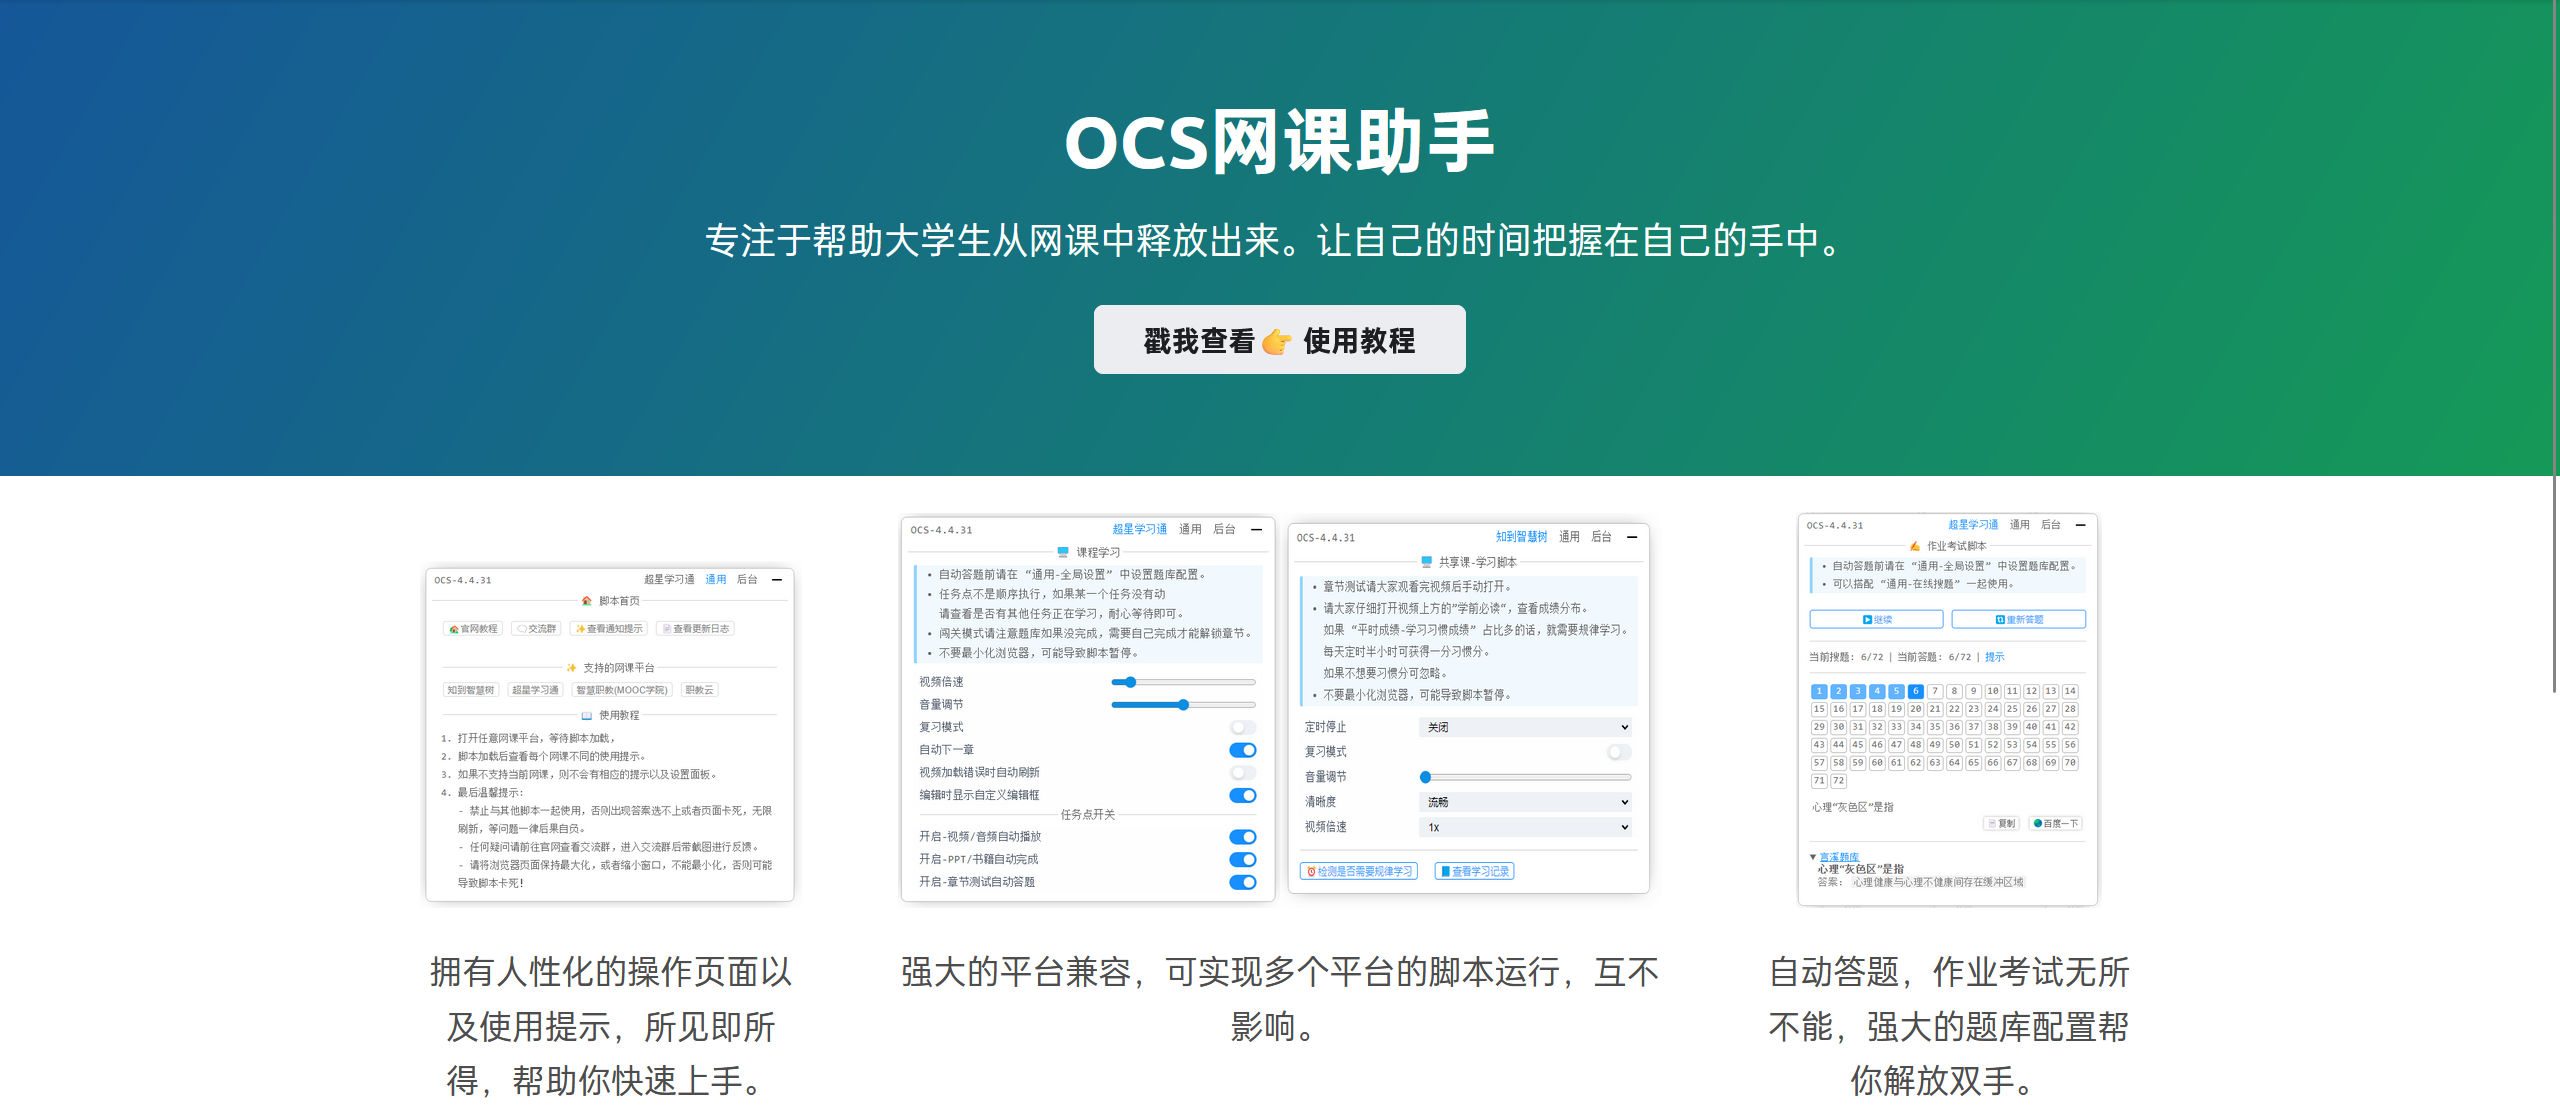 OCS网课助手
专注于帮助大学生从网课中释放出来。让自己的时间把握在自己的手中。
戳我查看👉 使用教程
OCS-4.4.31 超星学习通 通用 后台
🏠 脚本首页
🏠官网教程 🗨️交流群 ✨查看通知提示 📄查看更新日志
✨ 支持的网课平台
知到智慧树 超星学习通 智慧职教(MOOC学院) 职教云
📖 使用教程
1. 打开任意网课平台，等待脚本加载，
2. 脚本加载后查看每个网课不同的使用提示。
3. 如果不支持当前网课，则不会有相应的提示以及设置面板。
4. 最后温馨提示：
- 禁止与其他脚本一起使用，否则出现答案选不上或者页面卡死，无限
刷新，等问题一律后果自负。
- 任何疑问请前往官网查看交流群，进入交流群后带截图进行反馈。
- 请将浏览器页面保持最大化，或者缩小窗口，不能最小化，否则可能
导致脚本卡死！
OCS-4.4.31 超星学习通 通用 后台
🖥️ 课程学习
• 自动答题前请在 “通用-全局设置” 中设置题库配置。
• 任务点不是顺序执行，如果某一个任务没有动
请查看是否有其他任务正在学习，耐心等待即可。
• 闯关模式请注意题库如果没完成，需要自己完成才能解锁章节。
• 不要最小化浏览器，可能导致脚本暂停。
视频倍速
音量调节
复习模式
自动下一章
视频加载错误时自动刷新
编辑时显示自定义编辑框
任务点开关
开启-视频/音频自动播放
开启-PPT/书籍自动完成
开启-章节测试自动答题
OCS-4.4.31 知到智慧树 通用 后台
🖥️ 共享课-学习脚本
• 章节测试请大家观看完视频后手动打开。
• 请大家仔细打开视频上方的”学前必读“，查看成绩分布。
如果 “平时成绩-学习习惯成绩” 占比多的话，就需要规律学习。
每天定时半小时可获得一分习惯分。
如果不想要习惯分可忽略。
• 不要最小化浏览器，可能导致脚本暂停。
定时停止 关闭
复习模式
音量调节
清晰度 流畅
视频倍速 1x
⏰检测是否需要规律学习 📘查看学习记录
OCS-4.4.31 超星学习通 通用 后台
✍️ 作业考试脚本
• 自动答题前请在 “通用-全局设置” 中设置题库配置。
• 可以搭配 “通用-在线搜题” 一起使用。
▶️继续 🔃重新答题
当前搜题: 6/72 | 当前答题: 6/72 | 提示
1 2 3 4 5 6 7 8 9 10 11 12 13 14
15 16 17 18 19 20 21 22 23 24 25 26 27 28
29 30 31 32 33 34 35 36 37 38 39 40 41 42
43 44 45 46 47 48 49 50 51 52 53 54 55 56
57 58 59 60 61 62 63 64 65 66 67 68 69 70
71 72
心理“灰色区”是指
📄复制 🌏百度一下
▼ 言溪题库
心理“灰色区”是指
答案： 心理健康与心理不健康间存在缓冲区域
拥有人性化的操作页面以
及使用提示，所见即所
得，帮助你快速上手。
强大的平台兼容，可实现多个平台的脚本运行，互不
影响。
自动答题，作业考试无所
不能，强大的题库配置帮
你解放双手。